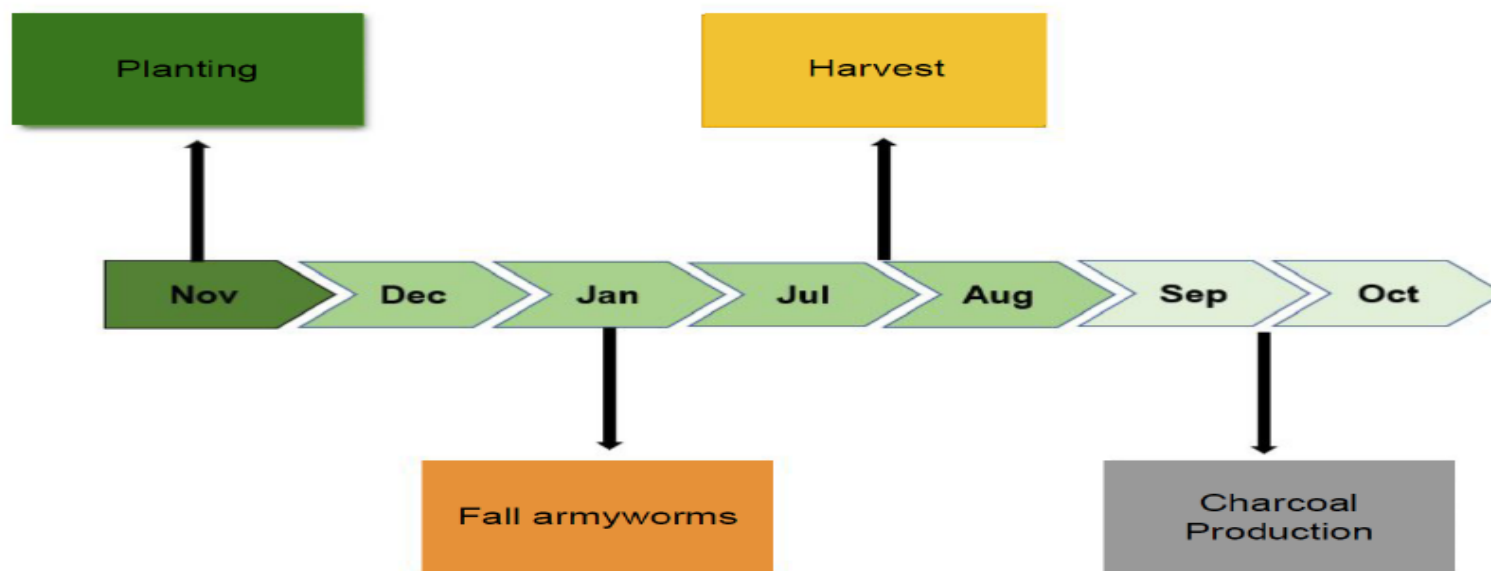 Planting
Harvest
Nov Dec Jan Jul Aug Sep Oct
Fall armyworms
Charcoal
Production